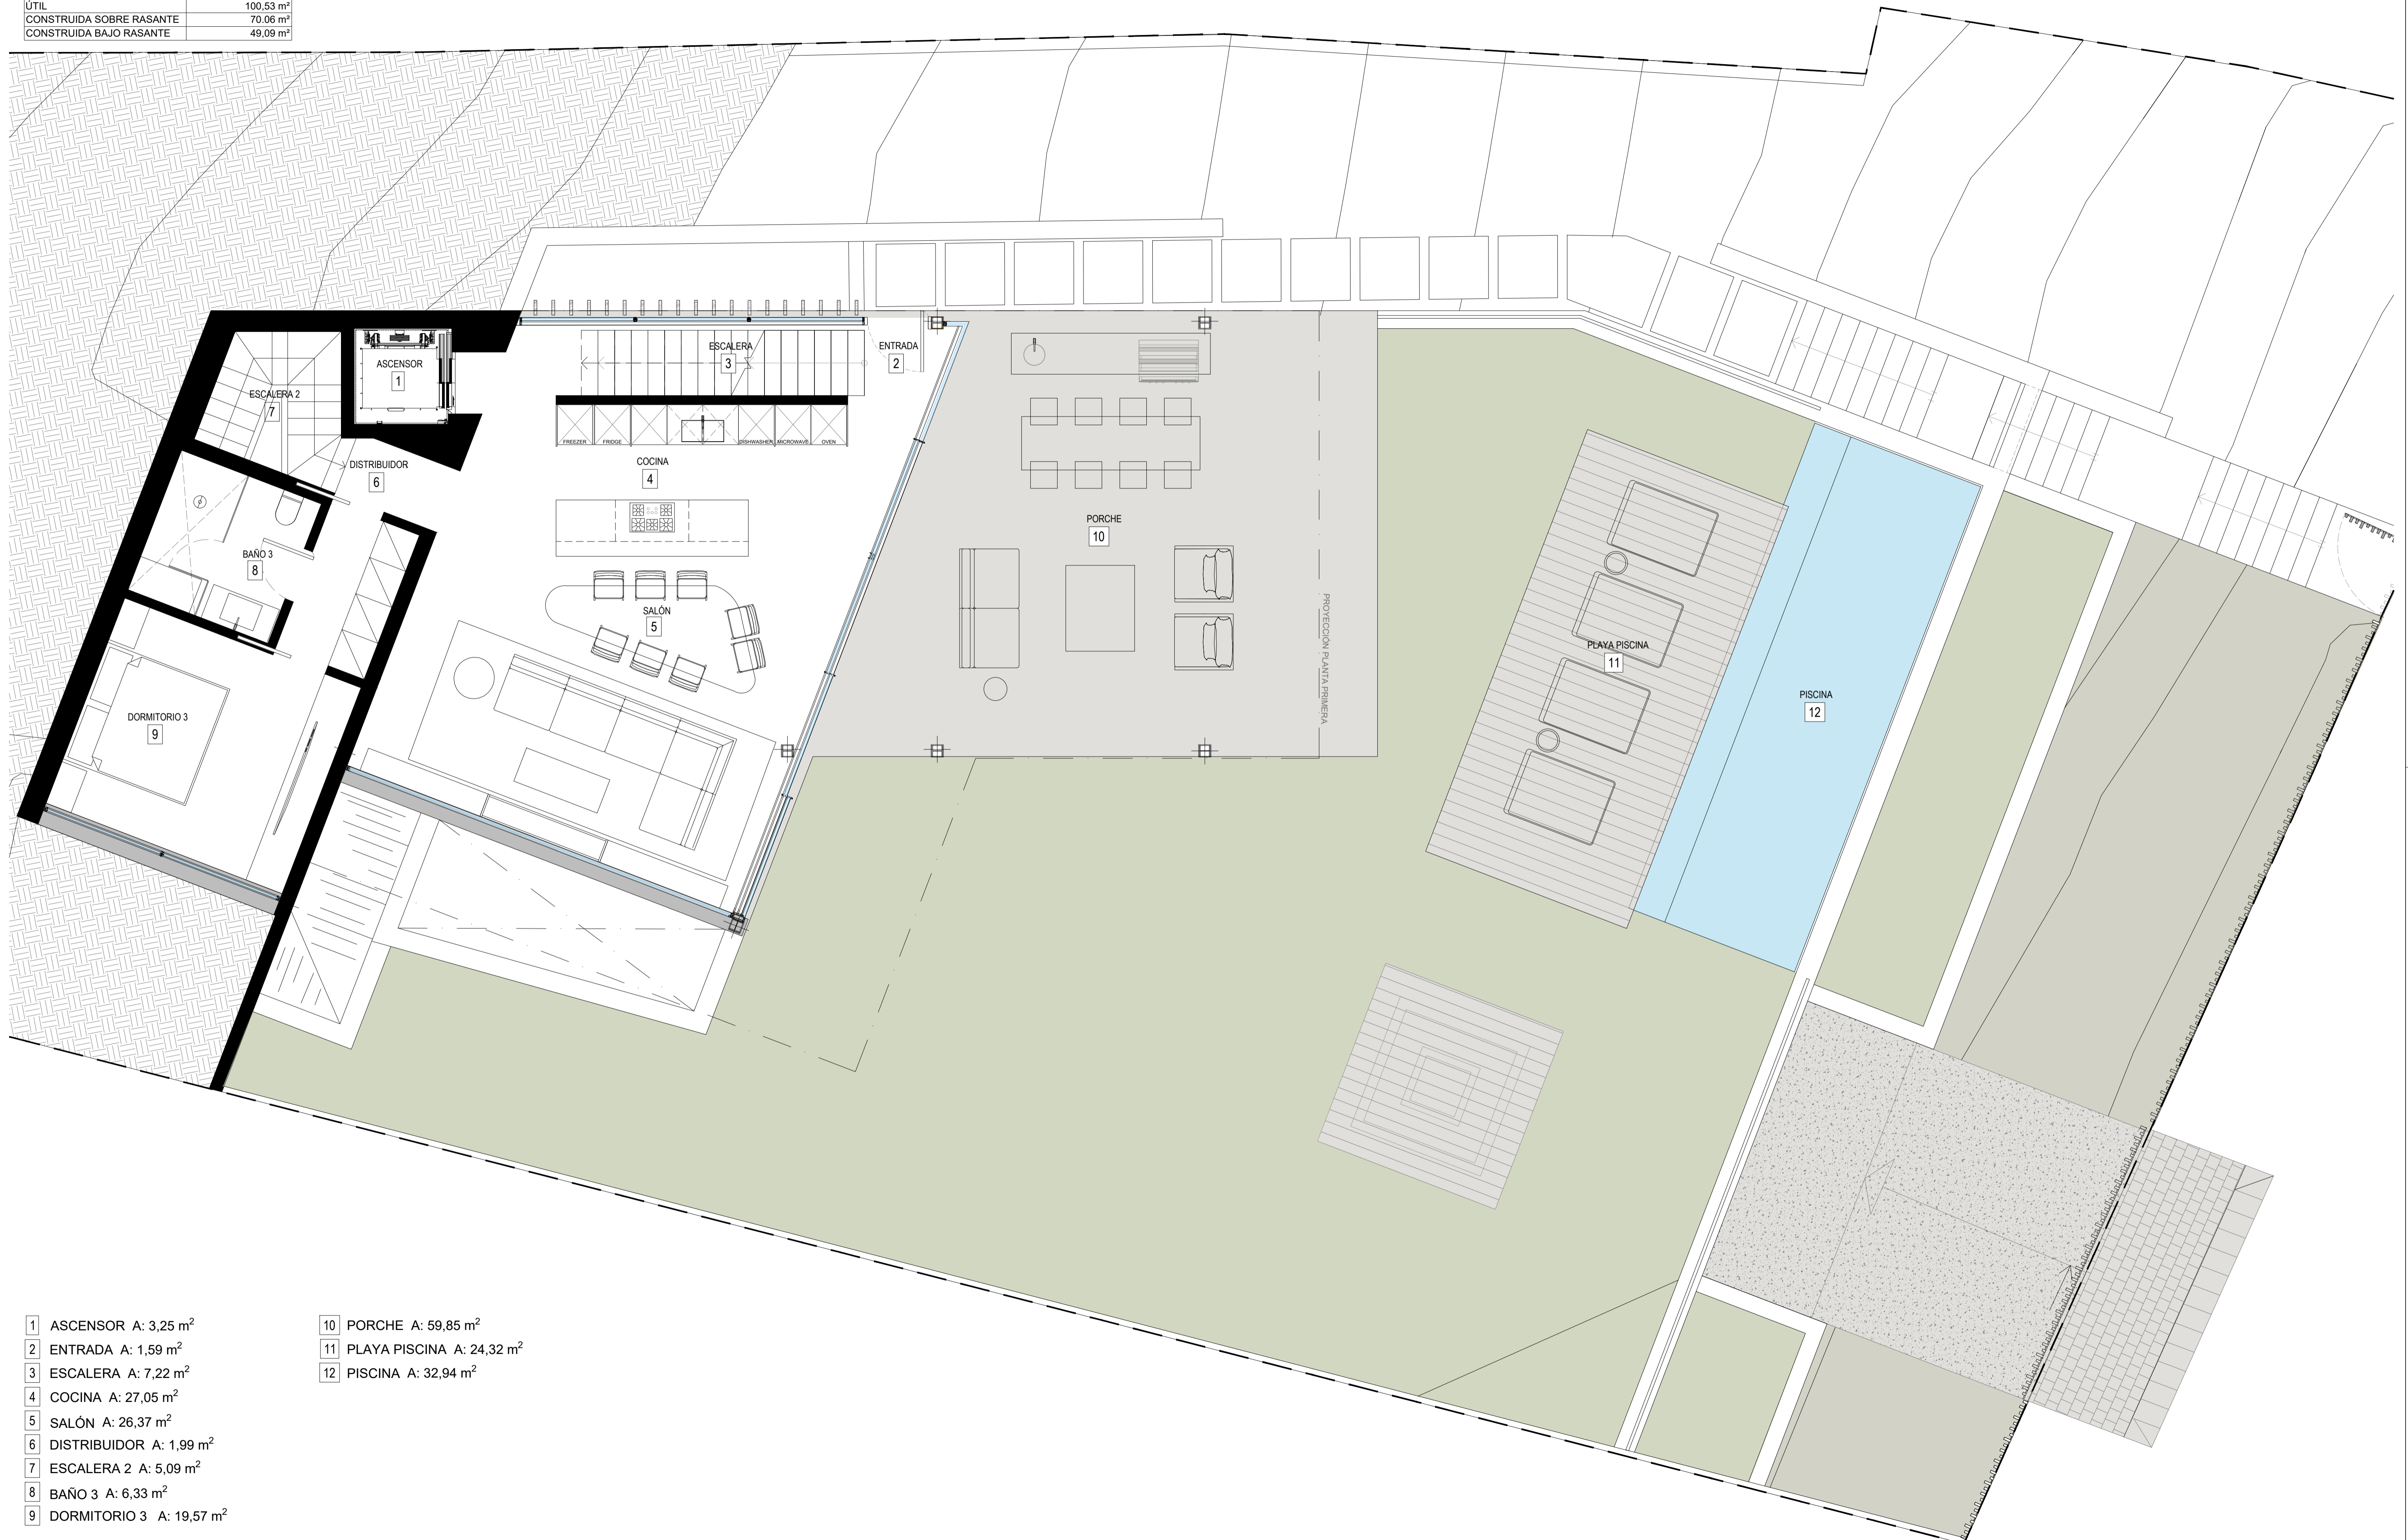 ÚTIL 100,53 m²
CONSTRUIDA SOBRE RASANTE 70.06 m²
CONSTRUIDA BAJO RASANTE 49,09 m²
ASCENSOR
1
ESCALERA
3
ENTRADA
2
ESCALERA 2
7
FREEZER FRIDGE DISHWASHER MICROWAVE OVEN
DISTRIBUIDOR
6
COCINA
4
PORCHE
10
BAÑO 3
8
SALÓN
5
PROYECCIÓN PLANTA PRIMERA
PLAYA PISCINA
11
PISCINA
12
DORMITORIO 3
9
1 ASCENSOR A: 3,25 m²
2 ENTRADA A: 1,59 m²
3 ESCALERA A: 7,22 m²
4 COCINA A: 27,05 m²
5 SALÓN A: 26,37 m²
6 DISTRIBUIDOR A: 1,99 m²
7 ESCALERA 2 A: 5,09 m²
8 BAÑO 3 A: 6,33 m²
9 DORMITORIO 3 A: 19,57 m²
10 PORCHE A: 59,85 m²
11 PLAYA PISCINA A: 24,32 m²
12 PISCINA A: 32,94 m²